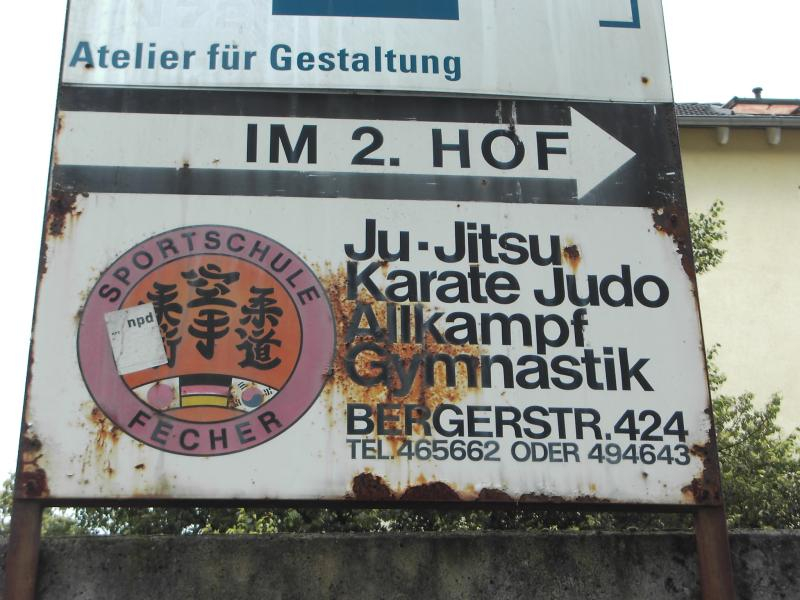 Atelier für Gestaltung
IM 2. HOF
SPORTSCHULE
空手
柔道
npd
FECHER
Ju-Jitsu
Karate Judo
Allkampf
Gymnastik
BERGERSTR.424
TEL.465662 ODER 494643